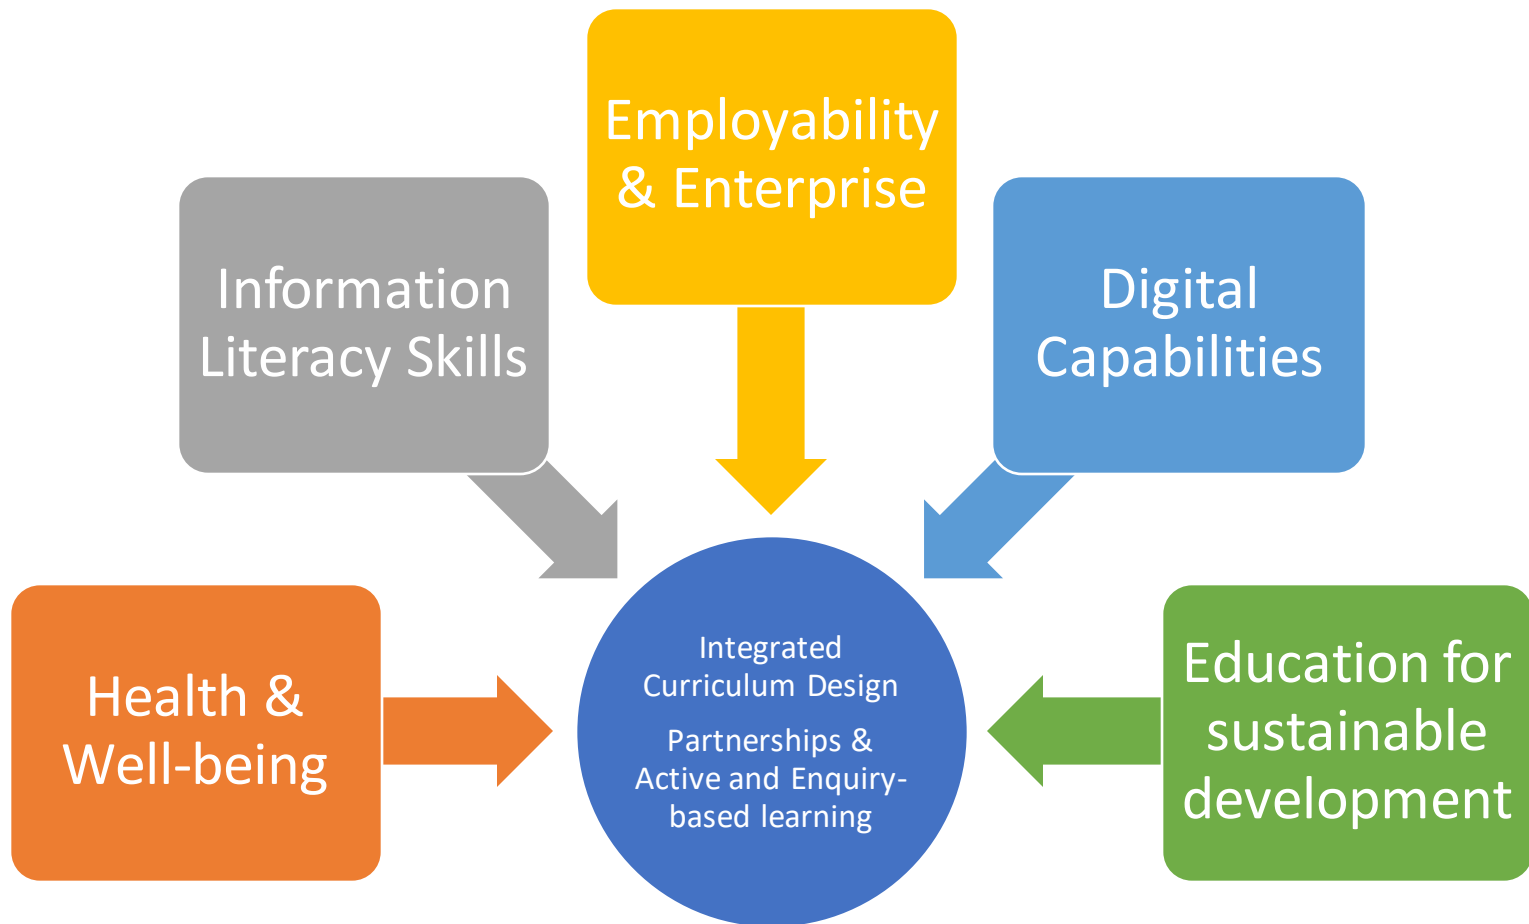 Employability
& Enterprise
Information
Literacy Skills
Digital
Capabilities
Health &
Well-being
Integrated
Curriculum Design
Partnerships &
Active and Enquiry-
based learning
Education for
sustainable
development